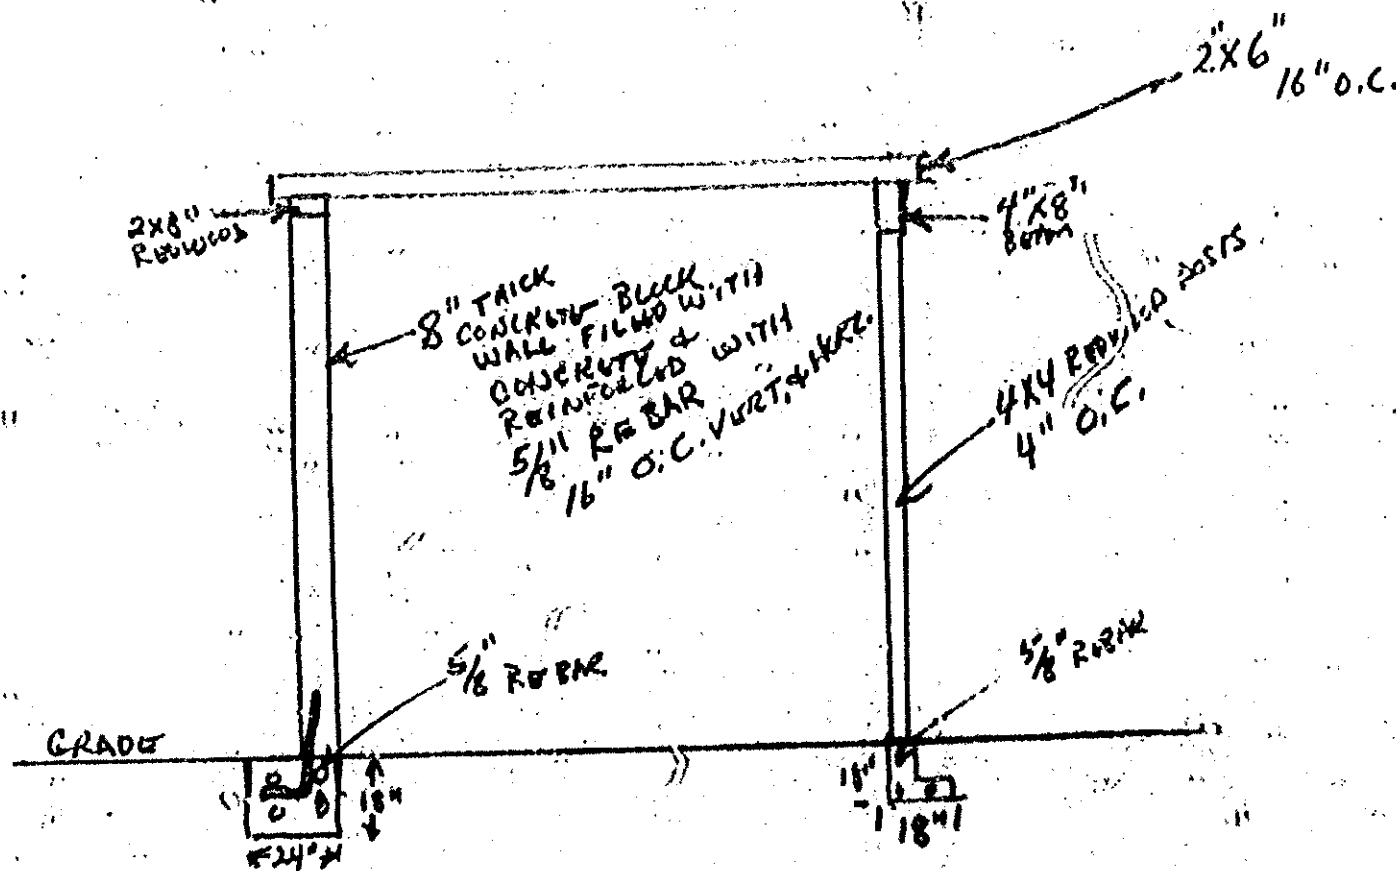 2"X6"
16" O.C.
2X8"
REDWOOD
4"X8"
BEAM
8" THICK
CONCRETE BLOCK
WALL FILLED WITH
CONCRETE &
REINFORCED WITH
5/8" REBAR
16" O.C. VERT. & HRZ.
4X4 REDWOOD POSTS
4" O.C.
5/8" REBAR
5/8" REBAR
GRADE
18"
24"
18"
18"